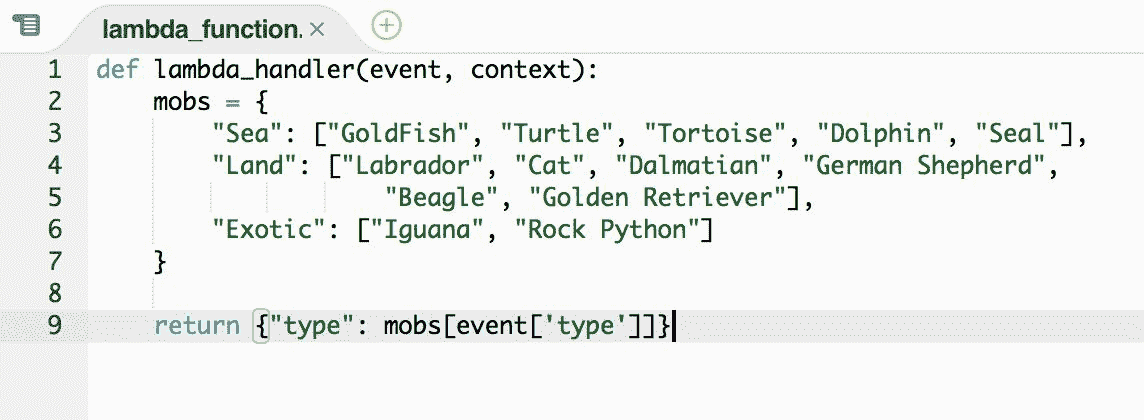 lambda_function. ×
1 def lambda_handler(event, context):
2     mobs = {
3         "Sea": ["GoldFish", "Turtle", "Tortoise", "Dolphin", "Seal"],
4         "Land": ["Labrador", "Cat", "Dalmatian", "German Shepherd",
5                     "Beagle", "Golden Retriever"],
6         "Exotic": ["Iguana", "Rock Python"]
7     }
8
9     return {"type": mobs[event['type']]}